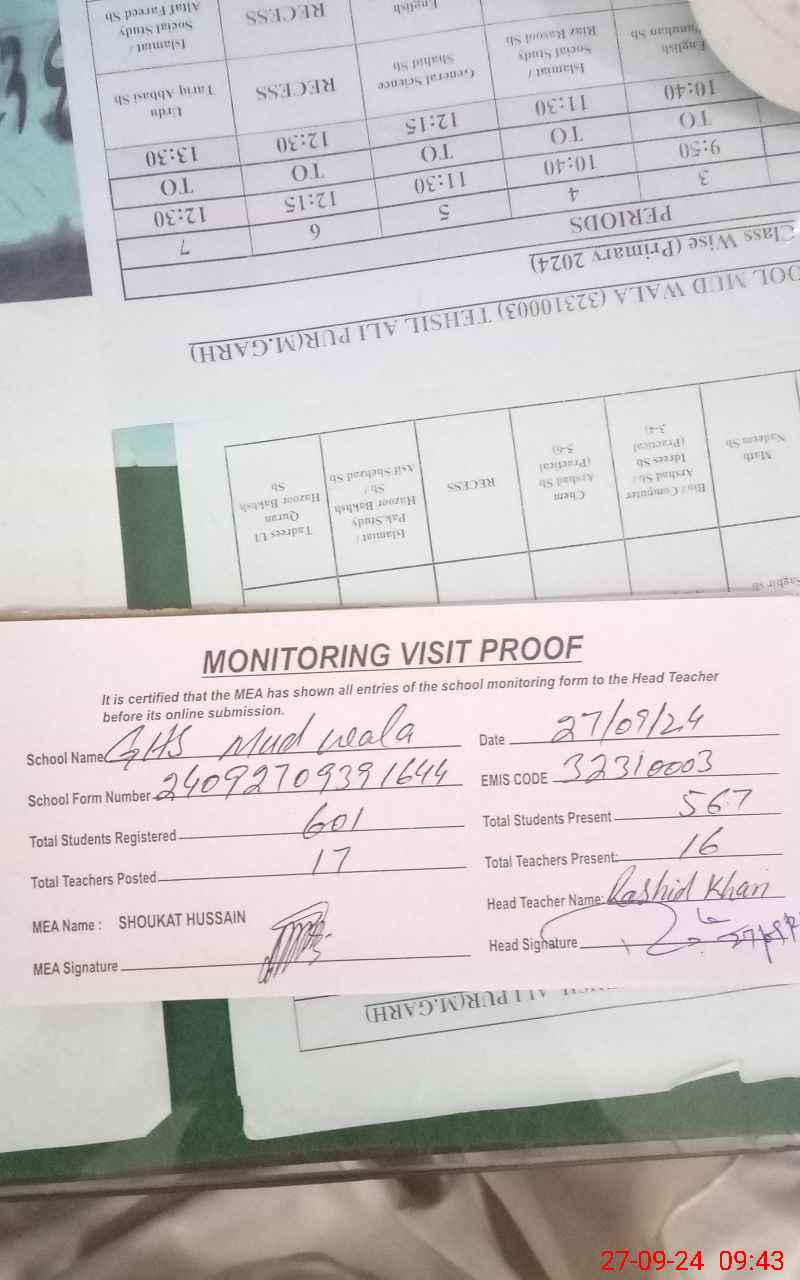 Altaf Fareed Sb
Social Study
Islamiat /
RECESS
English
Urdu
Tariq Abbasi Sb
RECESS
General Science
Shahid Sb
Islamiat /
Social Study
Riaz Rasool Sb
English
13:30
TO
12:30
12:30
TO
12:15
12:15
TO
11:30
11:30
TO
10:40
10:40
TO
9:50
7
6
5
4
3
PERIODS
Class Wise (Primary 2024)
OOL MUD WALA (32310003) TEHSIL ALI PUR(M.GARH)
Tadrees Ul
Quran
Hazoor Bakhsh
Sb
Islamiat /
Pak Study
Hazoor Bakhsh
Sb /
Asif Shehzad Sb
RECESS
Chem
Arshad Sb
(Practical
5-6)
Bio / Computer
Arshad Sb /
Idrees Sb
(Practical
3-4)
Math
Nadeem Sb
Saghir sb
MONITORING VISIT PROOF
It is certified that the MEA has shown all entries of the school monitoring form to the Head Teacher
before its online submission.
School Name GHS Mud wala Date 27/09/24
School Form Number 24092709391644 EMIS CODE 32310003
Total Students Registered 601 Total Students Present 567
Total Teachers Posted 17 Total Teachers Present: 16
MEA Name : SHOUKAT HUSSAIN Head Teacher Name: Rashid Khan
MEA Signature Head Signature
ALI PUR(M.GARH)
27-09-24 09:43